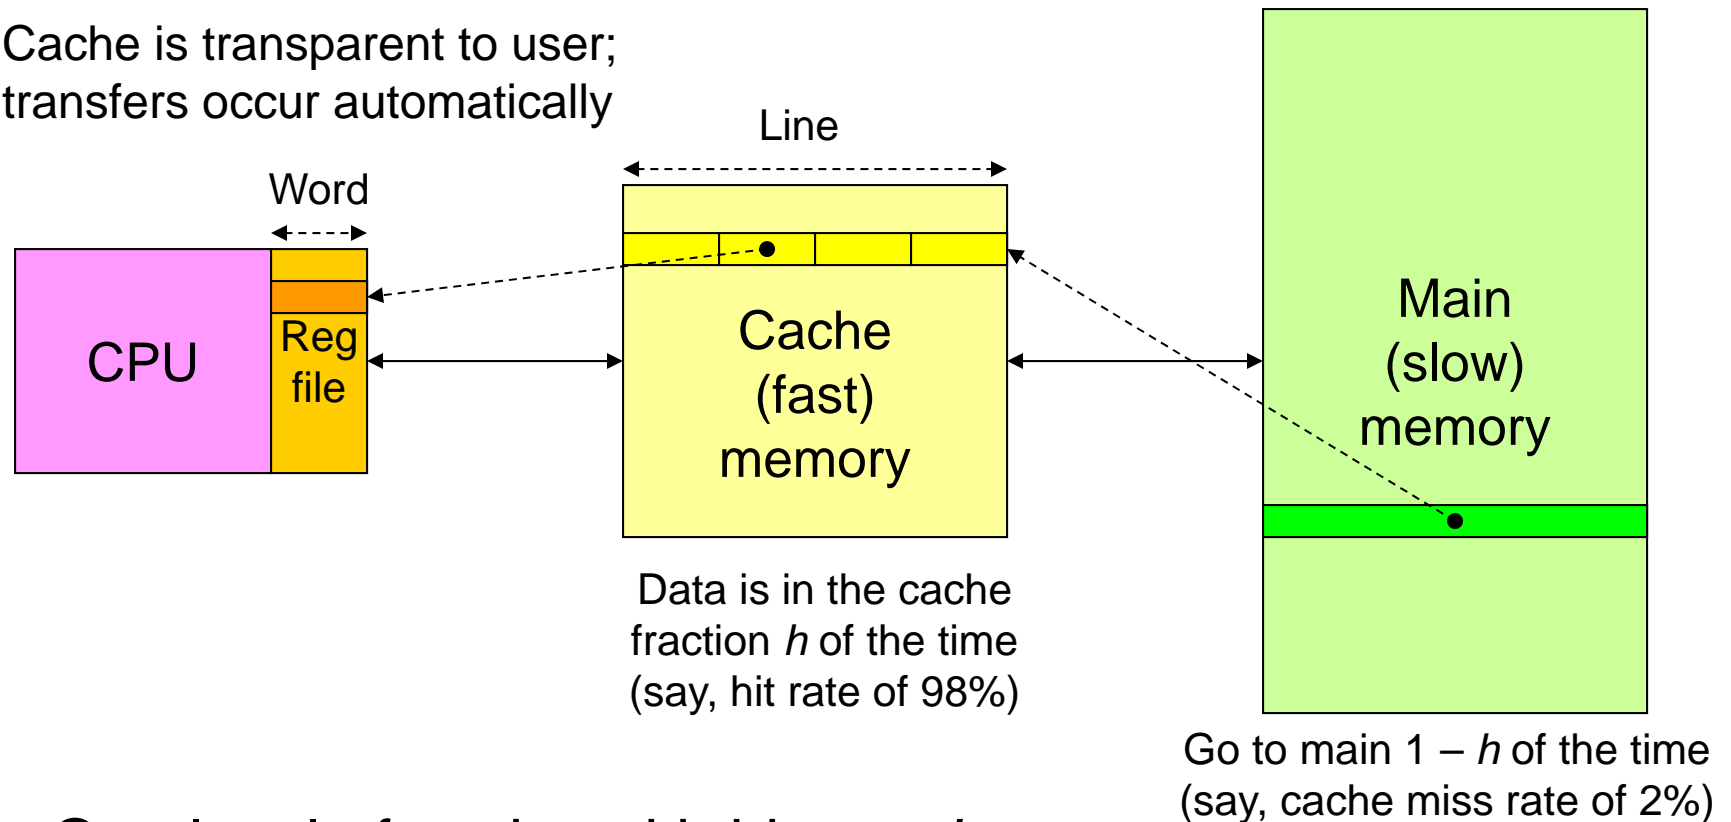 Cache is transparent to user;
transfers occur automatically
Line
Word
CPU
Reg
file
Cache
(fast)
memory
Main
(slow)
memory
Data is in the cache
fraction h of the time
(say, hit rate of 98%)
Go to main 1 – h of the time
(say, cache miss rate of 2%)